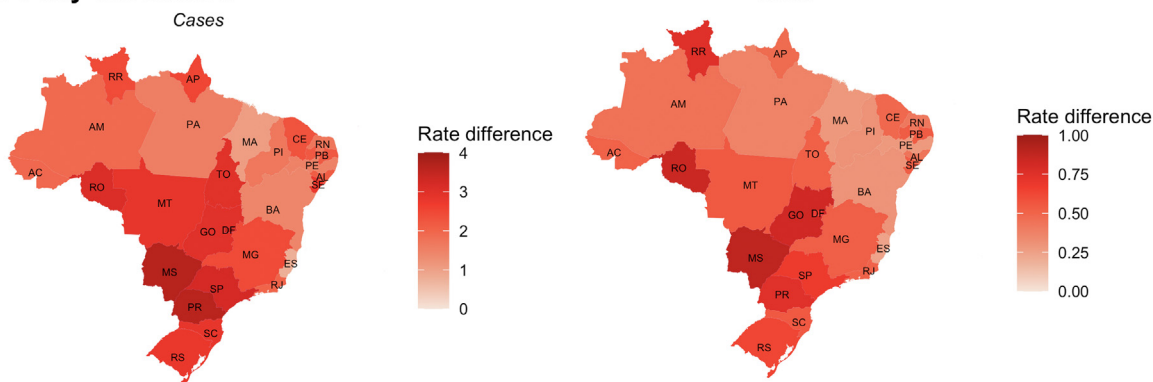 Cases
RR
AP
AM
PA
MA
CE
RN
PB
PI
PE
AL
SE
AC
TO
RO
MT
BA
GO
DF
MG
ES
MS
SP
RJ
PR
SC
RS
Rate difference
4
3
2
1
0
RR
AP
AM
PA
MA
CE
RN
PB
PI
PE
AL
SE
AC
TO
RO
MT
BA
GO
DF
MG
ES
MS
SP
RJ
PR
SC
RS
Rate difference
1.00
0.75
0.50
0.25
0.00